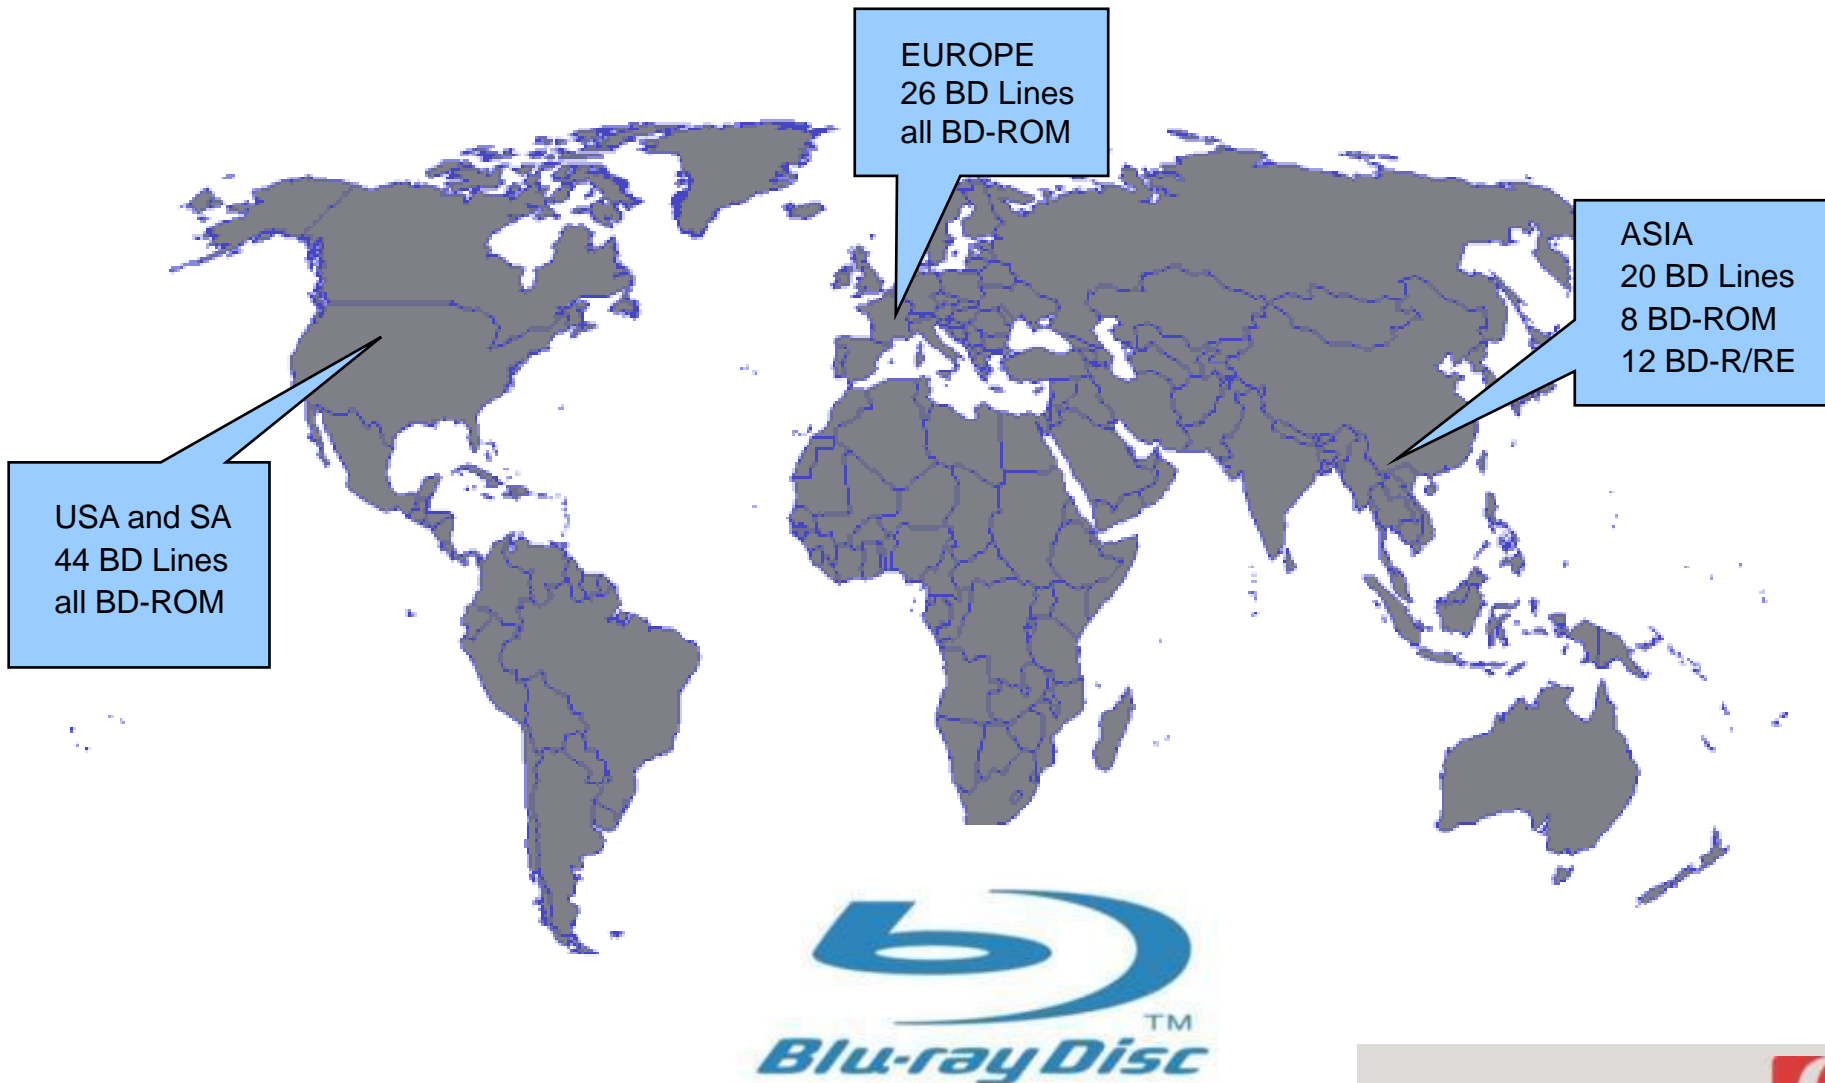 EUROPE
26 BD Lines
all BD-ROM
ASIA
20 BD Lines
8 BD-ROM
12 BD-R/RE
USA and SA
44 BD Lines
all BD-ROM
TM
Blu-ray Disc